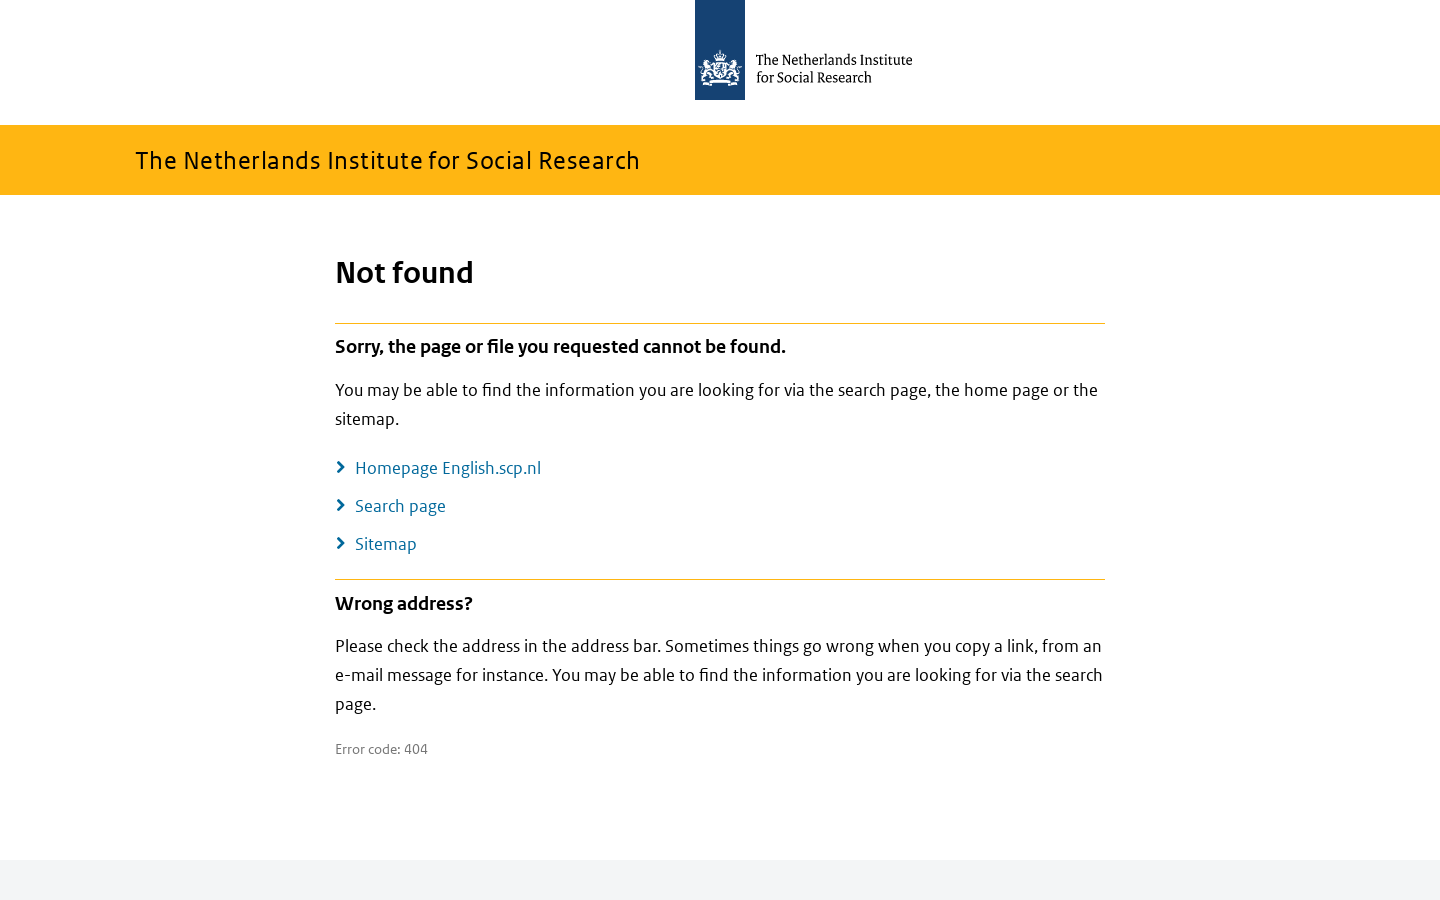 The Netherlands Institute
for Social Research
The Netherlands Institute for Social Research
Not found
Sorry, the page or file you requested cannot be found.
You may be able to find the information you are looking for via the search page, the home page or the
sitemap.
Homepage English.scp.nl
Search page
Sitemap
Wrong address?
Please check the address in the address bar. Sometimes things go wrong when you copy a link, from an
e-mail message for instance. You may be able to find the information you are looking for via the search
page.
Error code: 404